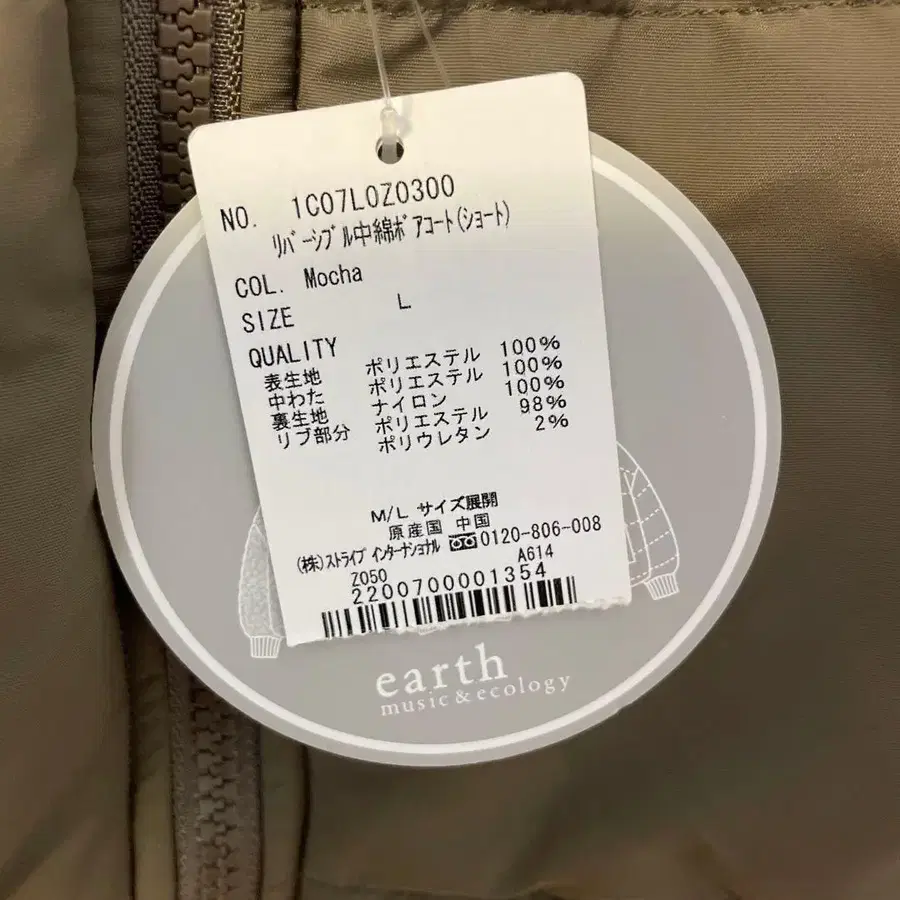 NO. 1C07L0Z0300
ﾘﾊﾞｰｼﾌﾞﾙ中綿ﾎﾞｱｺｰﾄ(ｼｮｰﾄ)
COL. Mocha
SIZE L
QUALITY
表生地 ポリエステル 100%
中わた ポリエステル 100%
裏生地 ナイロン 100%
リブ部分 ポリエステル 98%
ポリウレタン 2%
M/L サイズ展開
原産国 中国
(株)ｽﾄﾗｲﾌﾟ ｲﾝﾀｰﾅｼｮﾅﾙ 0120-806-008
Z050 A614
2200700001354
earth
music&ecology